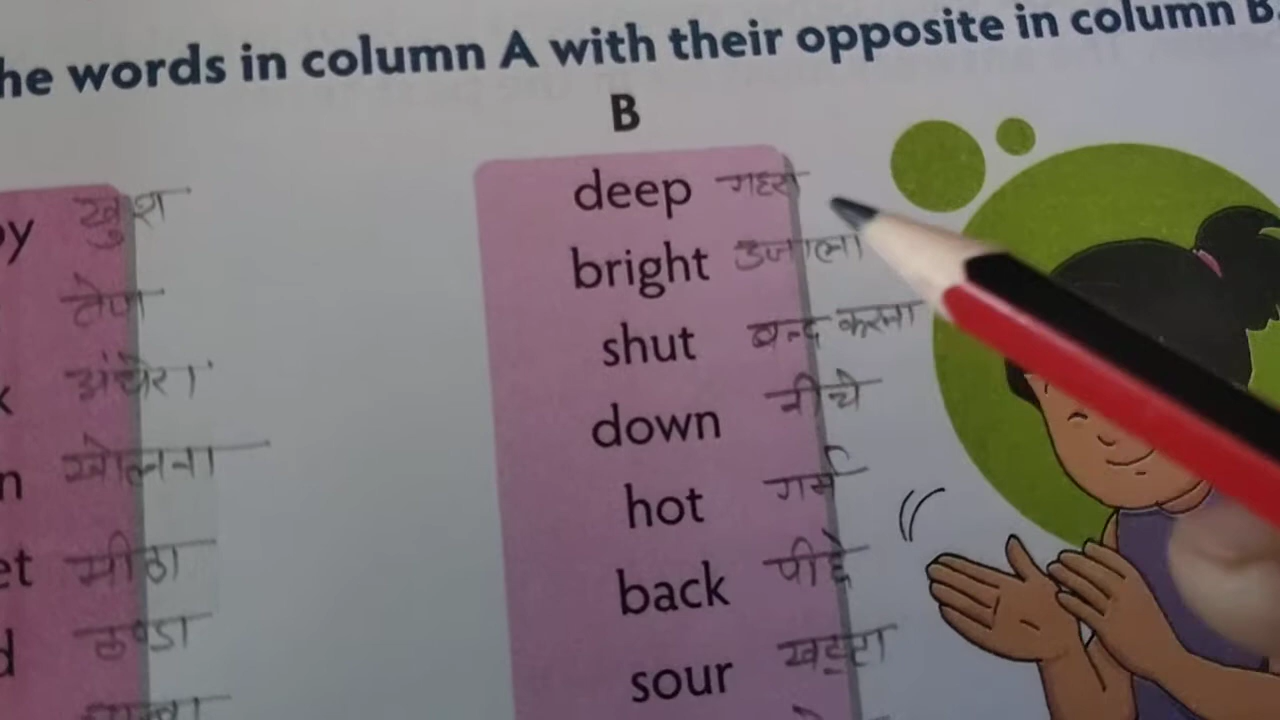 he words in column A with their opposite in column B.
B
y खुश
deep गहरा
bright उजाला
k अंधेरा
shut बन्द करना
n खोलना
down नीचे
et मीठा
hot गर्म
d ठण्डा
back पीछे
sour खट्टा